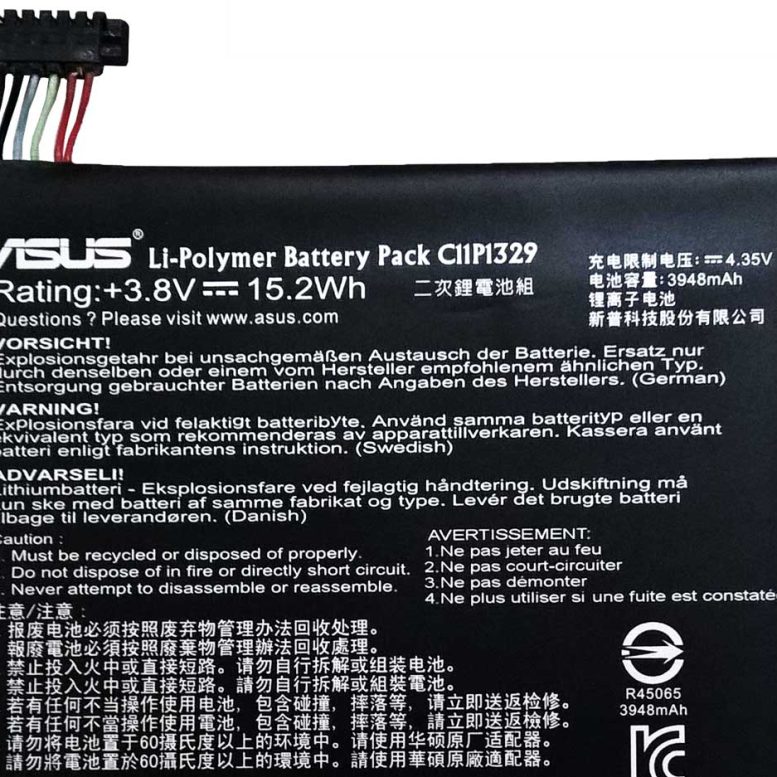 ASUS® Li-Polymer Battery Pack C11P1329
Rating:+3.8V⎓15.2Wh 二次鋰電池組
Questions ? Please visit www.asus.com
充电限制电压:⎓4.35V
电池容量:3948mAh
锂离子电池
新普科技股份有限公司
VORSICHT!
Explosionsgetahr bei unsachgemäßen Austausch der Batterie. Ersatz nur
durch denselben oder einem vom Hersteller empfohlenem ähnlichen Typ.
Entsorgung gebrauchter Batterien nach Angaben des Herstellers. (German)
VARNING!
ExPlosionsfara vid felaktigt batteribyte. Använd samma batterityp eller en
ekvivalent typ som rekommenderas av apparattillverkaren. Kassera använt
batteri enligt fabrikantens instruktion. (Swedish)
ADVARSELI!
Lithiumbatteri - Eksplosionsfare ved fejlagtig håndtering. Udskiftning må
kun ske med batteri af samme fabrikat og type. Levér det brugte batteri
tilbage til leverandøren. (Danish)
Caution :
. Must be recycled or disposed of properly.
. Do not dispose of in fire or directly short circuit.
. Never attempt to disassemble or reassemble.
AVERTISSEMENT:
1.Ne pas jeter au feu
2.Ne pas court-circuiter
3.Ne pas démonter
4.Ne plus utiliser si une fuite est constatée
注意/注意:
.报废电池必须按照废弃物管理办法回收处理。
.報廢電池必須按照廢棄物管理辦法回收處理。
.禁止投入火中或直接短路。请勿自行拆解或组装电池。
.禁止投入火中或直接短路。請勿自行拆解或組裝電池。
.若有任何不当操作使用电池,包含碰撞,摔落等,请立即送返检修。
.若有任何不當操作使用電池,包含碰撞,摔落等,請立即送返檢修。
.请勿将电池置于60摄氏度以上的环境中。请使用华硕原厂适配器。
.請勿將電池置於60攝氏度以上的環境中。請使用華碩原廠適配器。
R45065
3948mAh